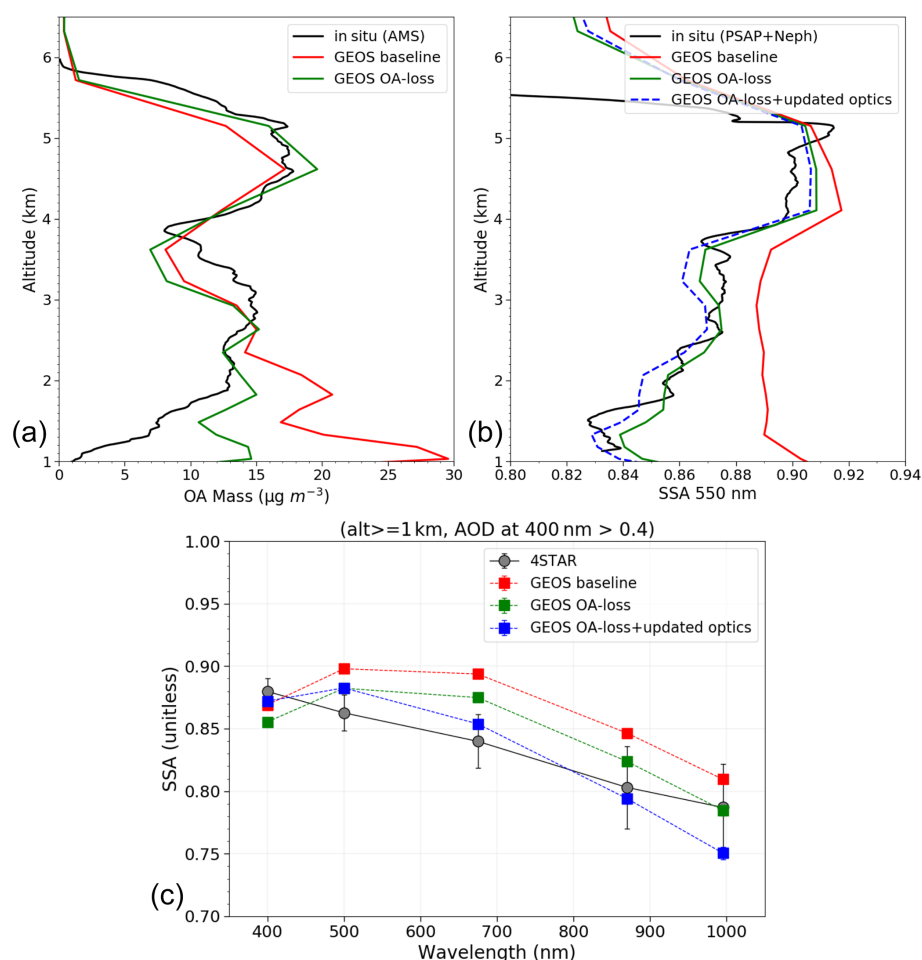 in situ (AMS)
GEOS baseline
GEOS OA-loss
6
5
4
3
2
1
Altitude (km)
(a)
0
5
10
15
20
25
30
OA Mass (μg m⁻³)
in situ (PSAP+Neph)
GEOS baseline
GEOS OA-loss
GEOS OA-loss+updated optics
6
5
4
3
2
1
Altitude (km)
(b)
0.80
0.82
0.84
0.86
0.88
0.90
0.92
0.94
SSA 550 nm
(alt>=1km, AOD at 400 nm > 0.4)
4STAR
GEOS baseline
GEOS OA-loss
GEOS OA-loss+updated optics
1.00
0.95
0.90
0.85
0.80
0.75
0.70
SSA (unitless)
(c)
400
500
600
700
800
900
1000
Wavelength (nm)